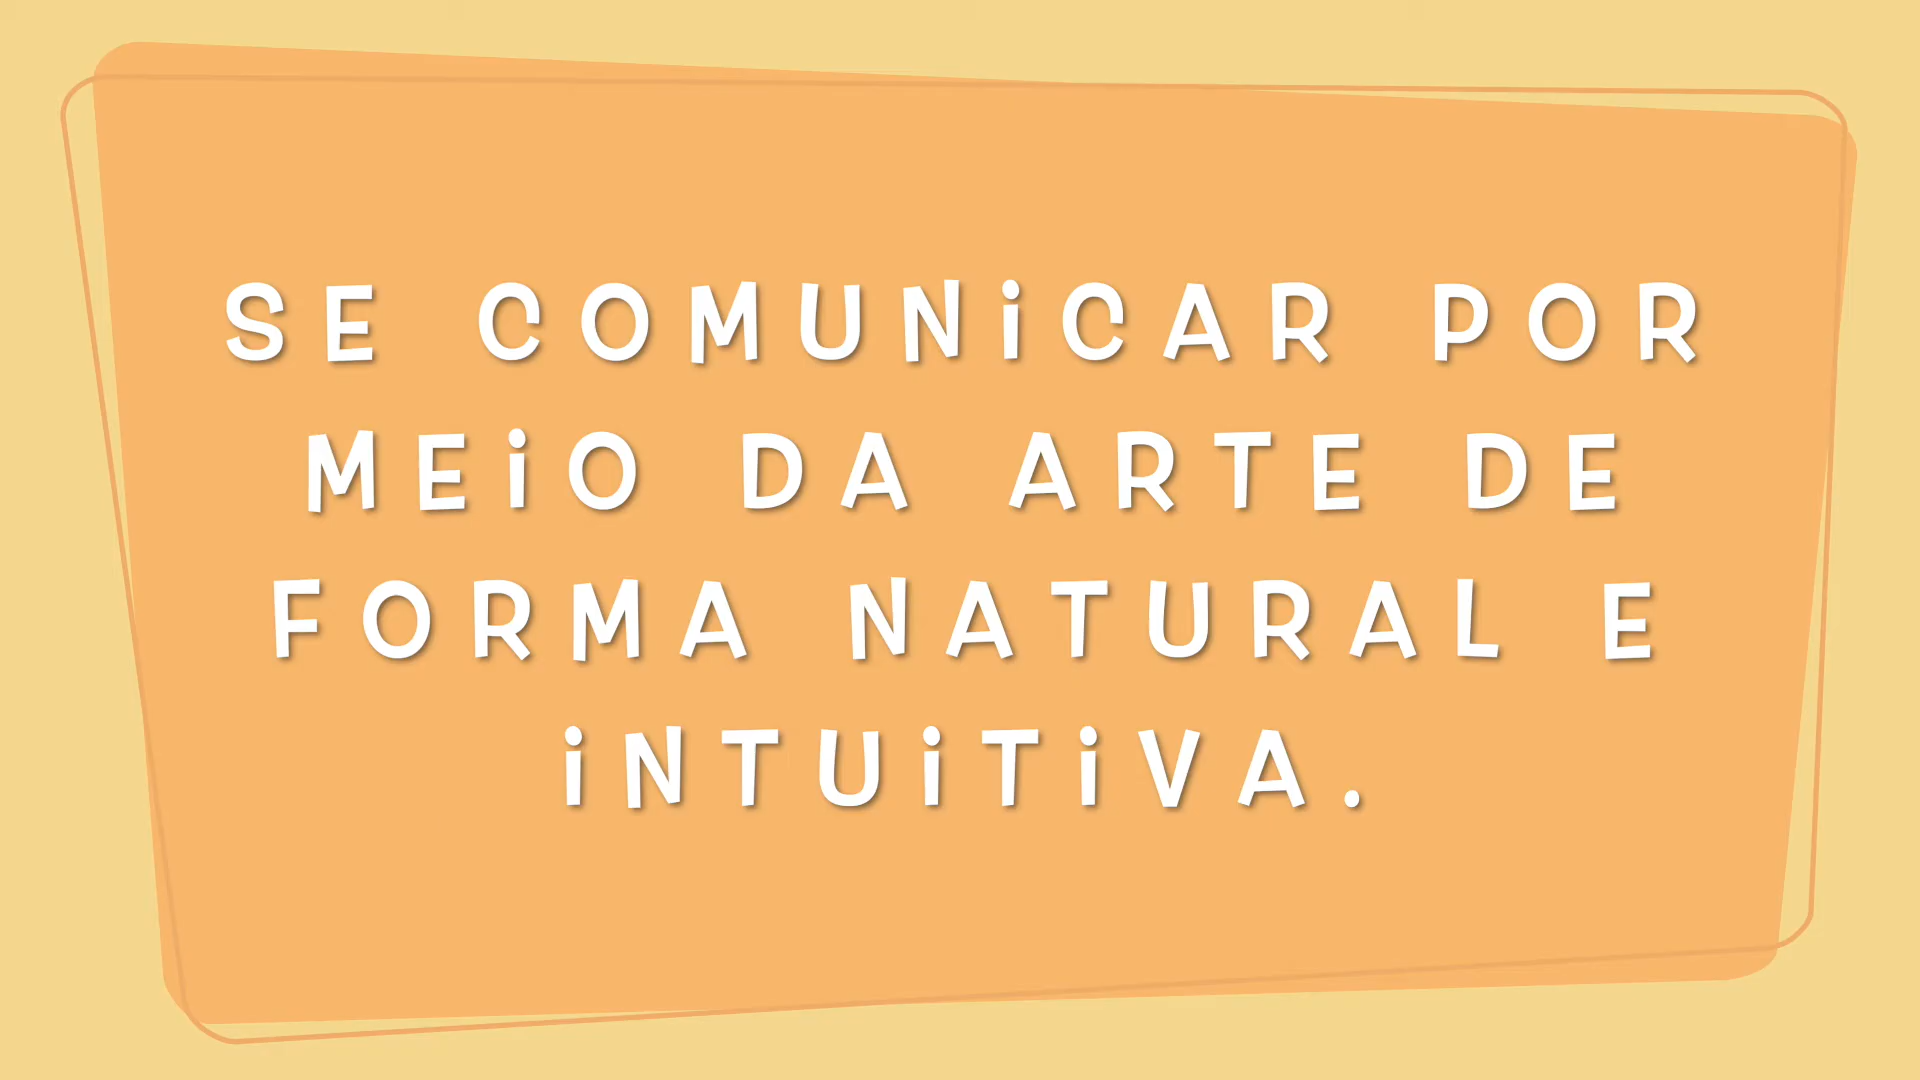 SE COMUNiCAR POR
MEiO DA ARTE DE
FORMA NATURAL E
iNTUiTiVA.